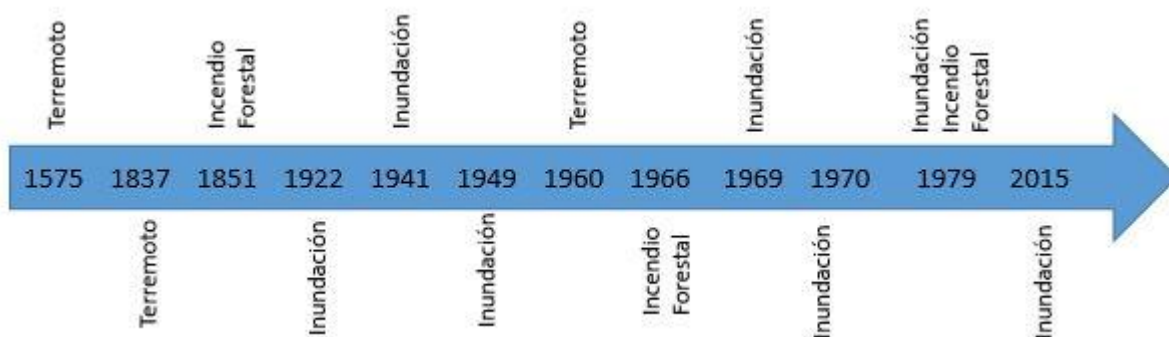 Terremoto
Incendio
Forestal
Inundación
Terremoto
Inundación
Inundación
Incendio
Forestal
1575 1837 1851 1922 1941 1949 1960 1966 1969 1970 1979 2015
Terremoto
Inundación
Inundación
Incendio
Forestal
Inundación
Inundación